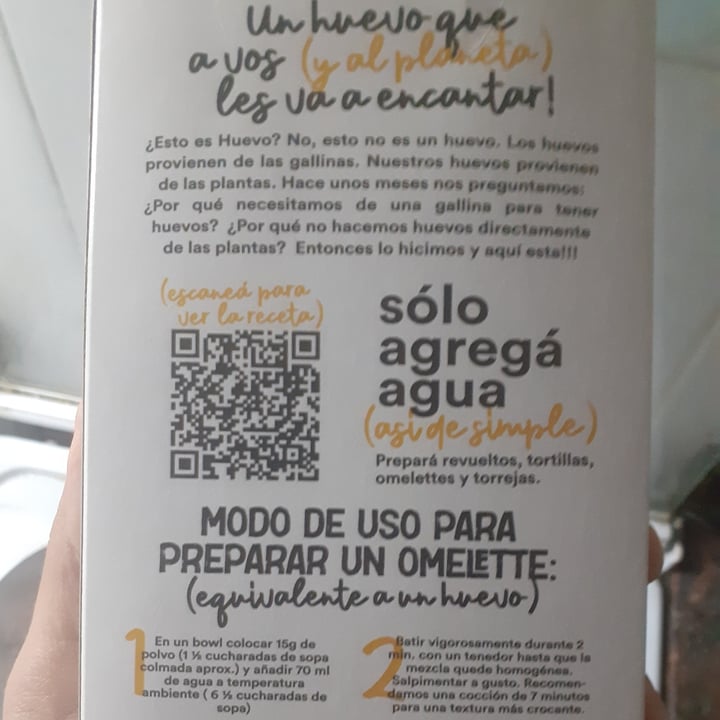 Un huevo que
a vos (y al planeta)
les va a encantar!
¿Esto es Huevo? No, esto no es un huevo. Los huevos
provienen de las gallinas. Nuestros huevos provienen
de las plantas. Hace unos meses nos preguntamos:
¿Por qué necesitamos de una gallina para tener
huevos? ¿Por qué no hacemos huevos directamente
de las plantas? Entonces lo hicimos y aquí esta!!!
(escaneá para
ver la receta)
sólo
agregá
agua
(asi de simple)
Prepará revueltos, tortillas,
omelettes y torrejas.
MODO DE USO PARA
PREPARAR UN OMELETTE:
(equivalente a un huevo)
1
En un bowl colocar 15g de
polvo (1 ½ cucharadas de sopa
colmada aprox.) y añadir 70 ml
de agua a temperatura
ambiente ( 6 ½ cucharadas de
sopa)
2
Batir vigorosamente durante 2
min. con un tenedor hasta que la
mezcla quede homogénea.
Salpimentar a gusto. Recomen-
damos una cocción de 7 minutos
para una textura más crocante.